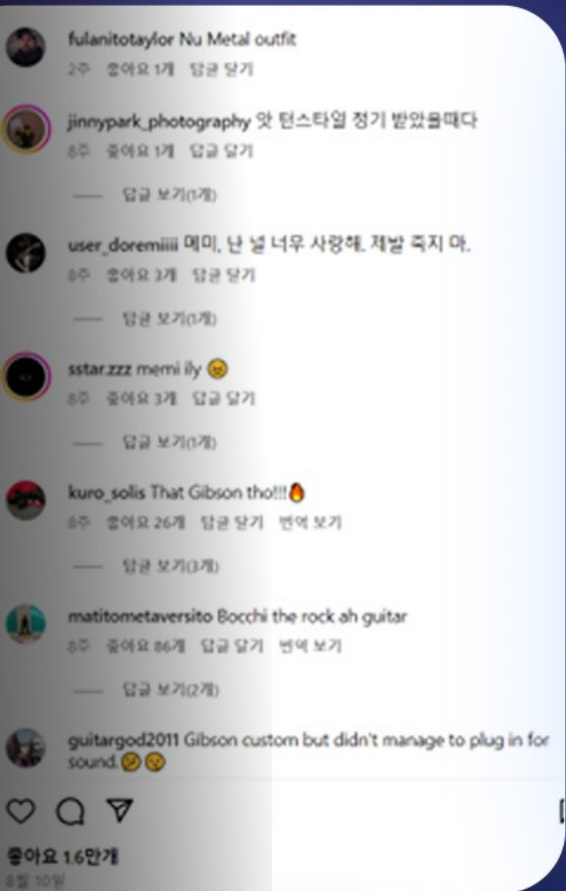 fulanitotaylor Nu Metal outfit
2주 좋아요 1개 답글 달기
jinnypark_photography 앗 턴스타일 정기 받았을때다
8주 좋아요 1개 답글 달기
답글 보기(1개)
user_doremiiii 메미, 난 널 너무 사랑해. 제발 죽지 마.
8주 좋아요 3개 답글 달기
답글 보기(1개)
sstar.zzz memi ily 😢
8주 좋아요 3개 답글 달기
답글 보기(1개)
kuro_solis That Gibson tho!!!🔥
8주 좋아요 26개 답글 달기 번역 보기
답글 보기(3개)
matitometaversito Bocchi the rock ah guitar
8주 좋아요 86개 답글 달기 번역 보기
답글 보기(2개)
guitargod2011 Gibson custom but didn't manage to plug in for
sound.🫤😯
좋아요 1.6만개
8월 10일